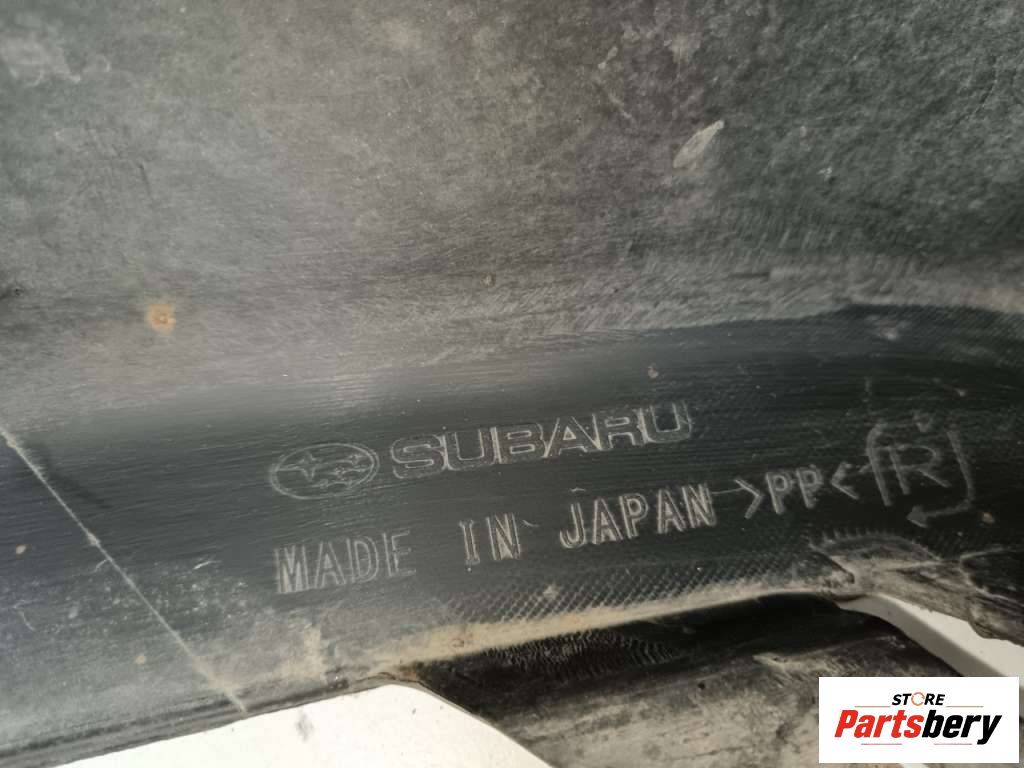 SUBARU
MADE IN JAPAN >PP< R
STORE
Partsbery